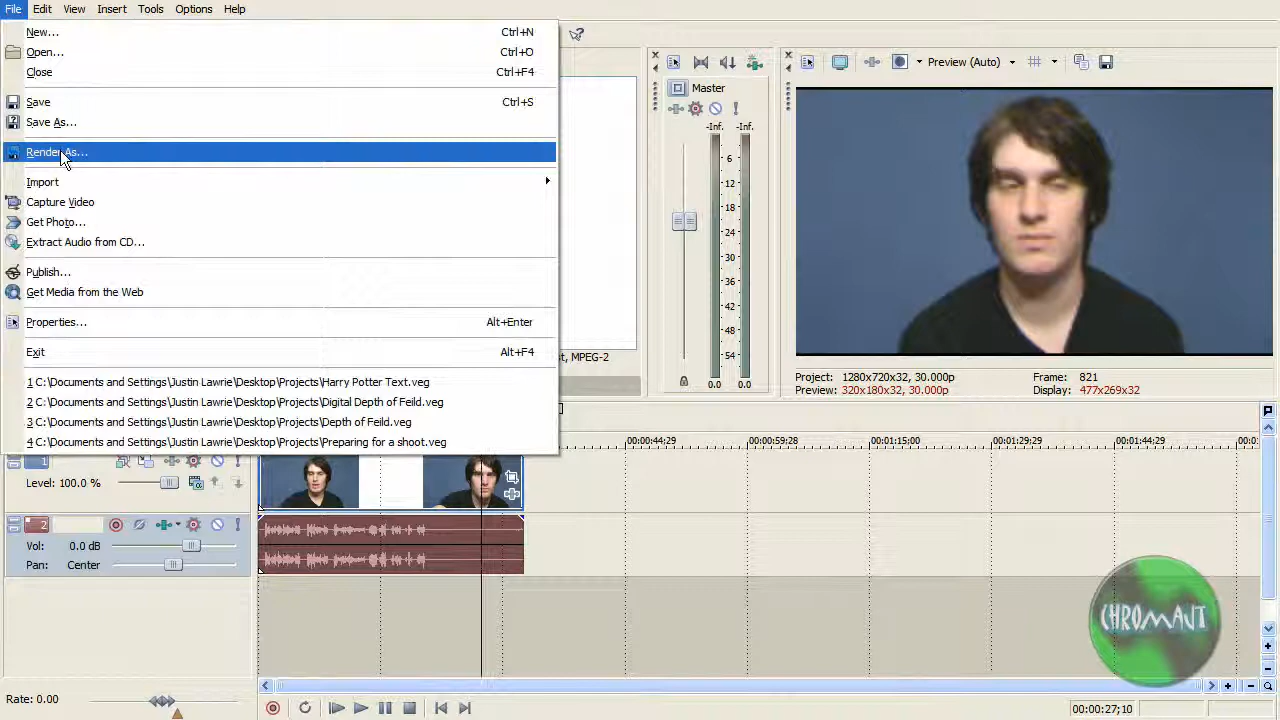 File Edit View Insert Tools Options Help
New... Ctrl+N
Open... Ctrl+O
Close Ctrl+F4
Save Ctrl+S
Save As...
Render As...
Import
Capture Video
Get Photo...
Extract Audio from CD...
Publish...
Get Media from the Web
Properties... Alt+Enter
Exit Alt+F4
1 C:\Documents and Settings\Justin Lawrie\Desktop\Projects\Harry Potter Text.veg
2 C:\Documents and Settings\Justin Lawrie\Desktop\Projects\Digital Depth of Feild.veg
3 C:\Documents and Settings\Justin Lawrie\Desktop\Projects\Depth of Feild.veg
4 C:\Documents and Settings\Justin Lawrie\Desktop\Projects\Preparing for a shoot.veg
, MPEG-2
Master
-Inf. -Inf.
6
12
18
24
30
36
42
48
54
0.0 0.0
Preview (Auto)
Project: 1280x720x32, 30.000p Frame: 821
Preview: 320x180x32, 30.000p Display: 477x269x32
00:00:44;29 00:00:59;28 00:01:15:00 00:01:29;29 00:01:44;29 00:0
1
Level: 100.0 %
2
Vol: 0.0 dB
Pan: Center
CHROMAJT
Rate: 0.00
00:00:27;10